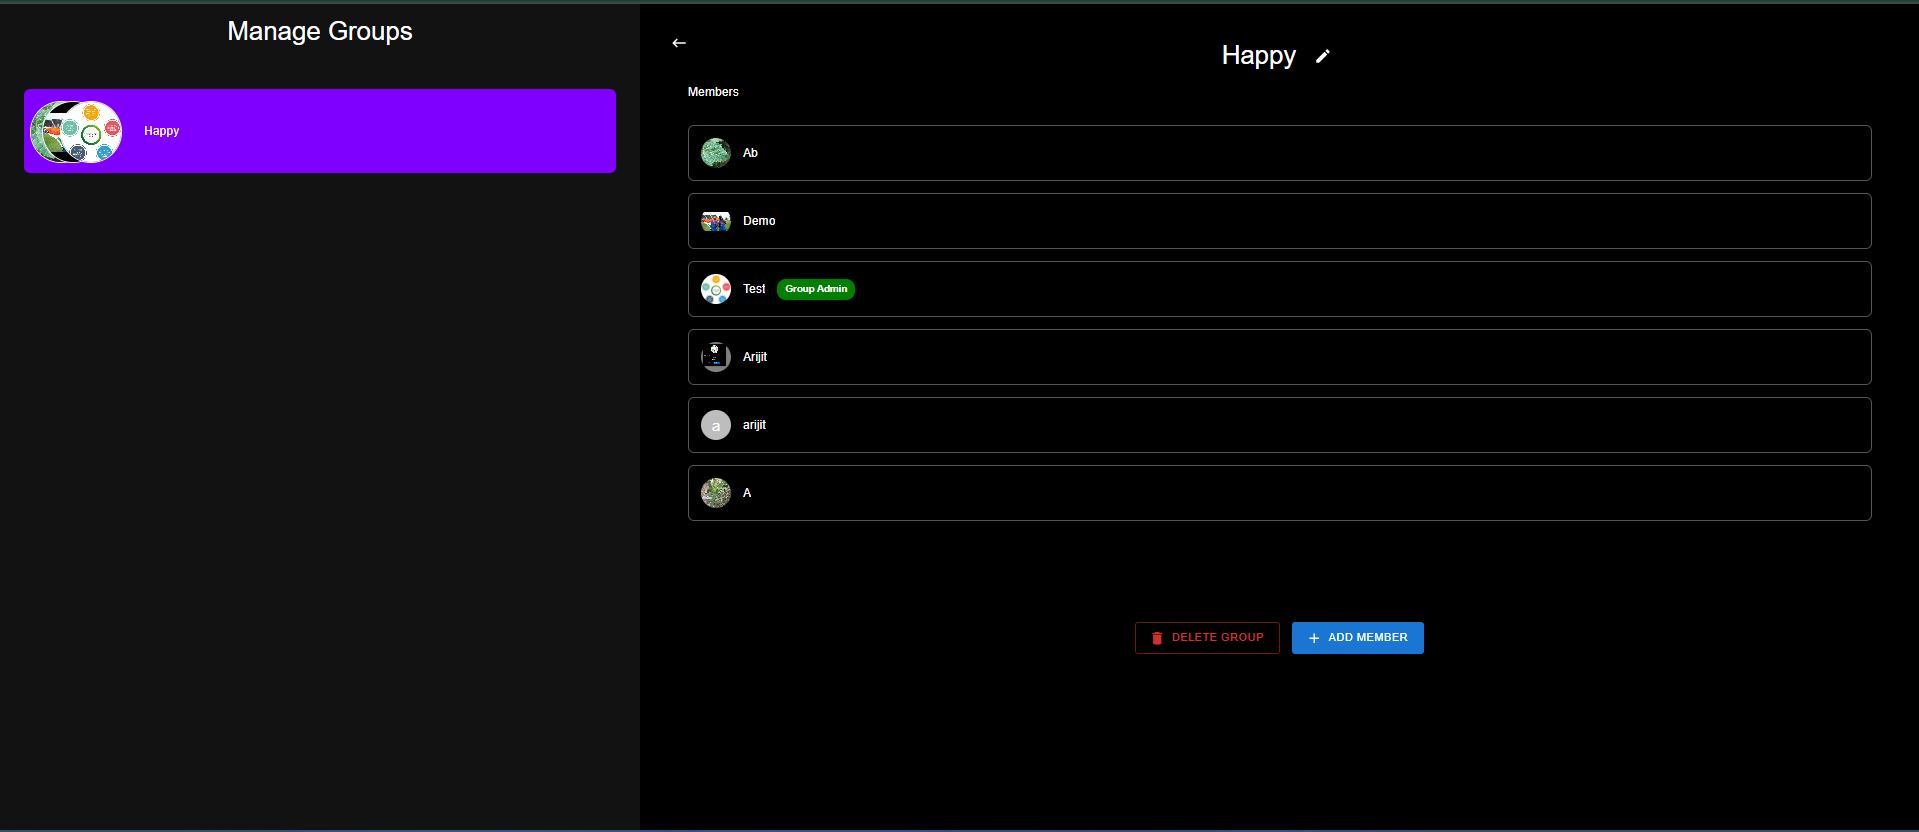 Manage Groups
Happy
Happy
Members
Ab
Demo
Test Group Admin
Arijit
a arijit
A
DELETE GROUP
ADD MEMBER